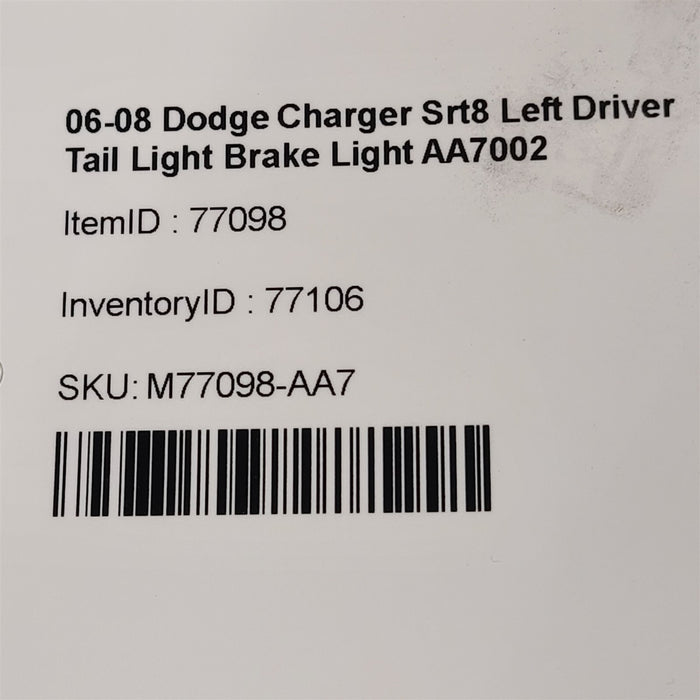 06-08 Dodge Charger Srt8 Left Driver
Tail Light Brake Light AA7002
ItemID : 77098
InventoryID : 77106
SKU: M77098-AA7